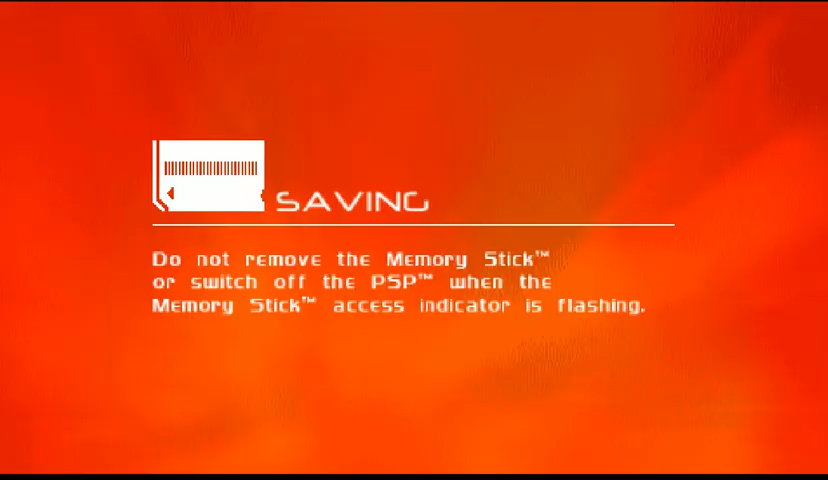 SAVING
Do not remove the Memory Stick™
or switch off the PSP™ when the
Memory Stick™ access indicator is flashing.